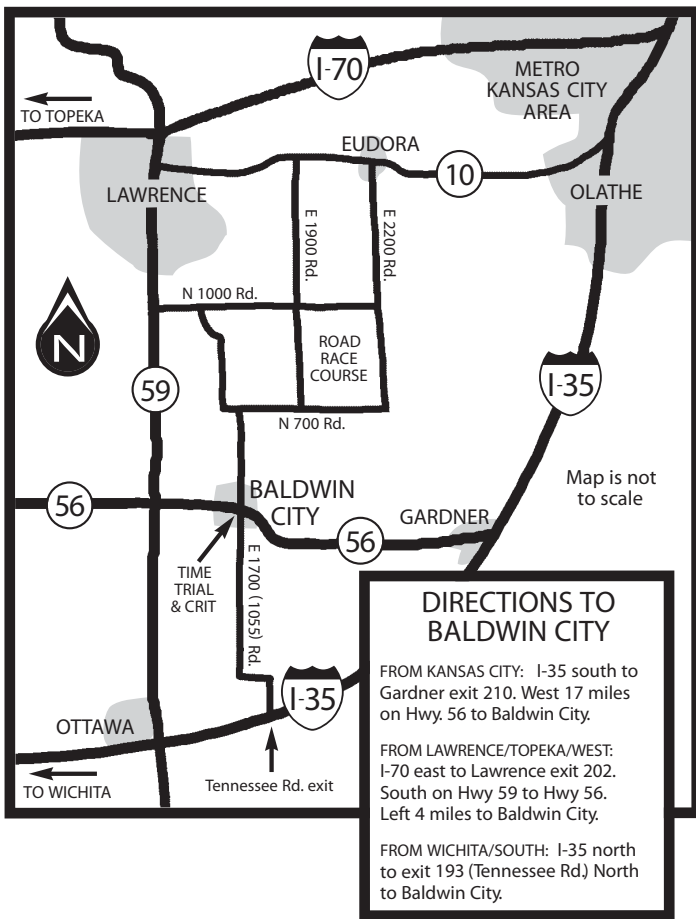 I-70
METRO
KANSAS CITY
AREA
TO TOPEKA
EUDORA
10
LAWRENCE
OLATHE
E 1900 Rd.
E 2200 Rd.
N 1000 Rd.
N
ROAD
RACE
COURSE
59
I-35
N 700 Rd.
Map is not
to scale
56
BALDWIN
CITY
GARDNER
56
TIME
TRIAL
& CRIT
E 1700 (1055) Rd.
I-35
OTTAWA
TO WICHITA
Tennessee Rd. exit
DIRECTIONS TO
BALDWIN CITY
FROM KANSAS CITY: I-35 south to
Gardner exit 210. West 17 miles
on Hwy. 56 to Baldwin City.
FROM LAWRENCE/TOPEKA/WEST:
I-70 east to Lawrence exit 202.
South on Hwy 59 to Hwy 56.
Left 4 miles to Baldwin City.
FROM WICHITA/SOUTH: I-35 north
to exit 193 (Tennessee Rd.) North
to Baldwin City.